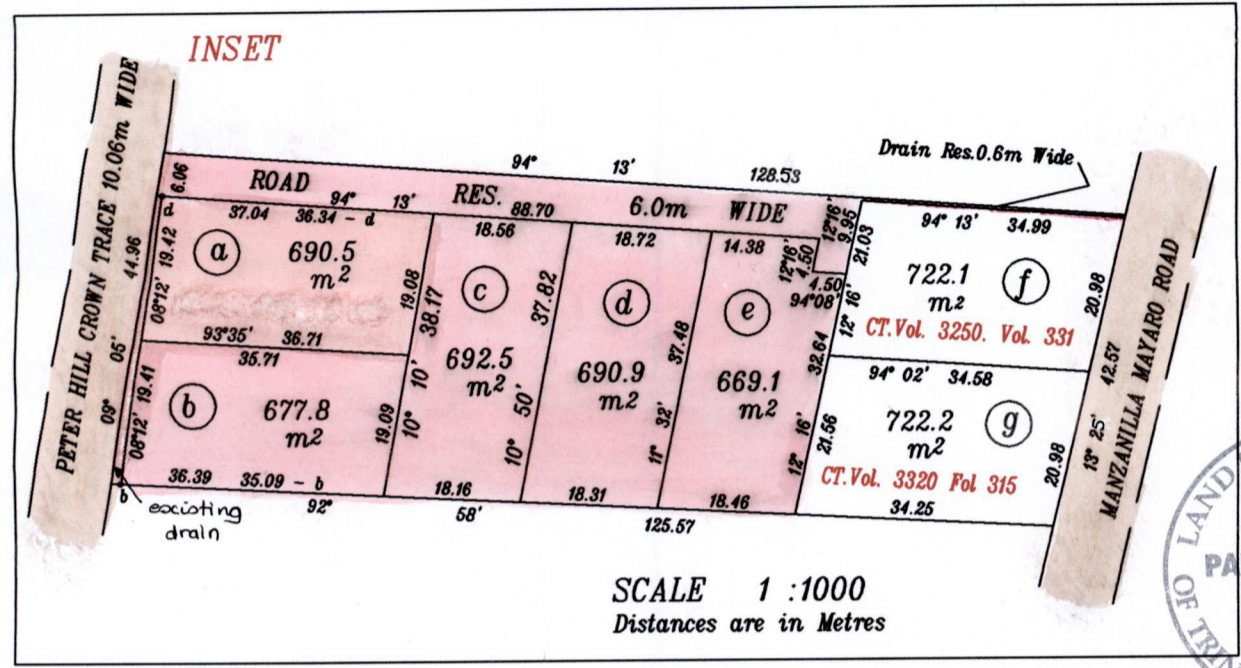 INSET
PETER HILL CROWN TRACE 10.06m WIDE
Drain Res.0.6m Wide
94° 13' 128.53
6.06
ROAD RES. 6.0m WIDE
94° 13' 88.70
d
37.04 36.34 - d
18.56
18.72
14.38
12°16'
9.95
12°16'
4.50
4.50
94°08'
94° 13' 34.99
44.96
09° 05'
19.42
08°12'
a
690.5
m²
19.08
38.17
10° 10'
c
692.5
m²
37.82
10° 50'
d
690.9
m²
37.48
11° 32'
e
669.1
m²
32.64
12° 16'
21.03
12° 16'
722.1
m²
f
CT.Vol. 3250. Vol. 331
20.98
93°35' 36.71
35.71
08°12' 19.41
b
677.8
m²
19.09
94° 02' 34.58
21.56
722.2
m²
g
CT.Vol. 3320 Fol 315
20.98
42.57
13° 25'
MANZANILLA MAYARO ROAD
36.39 35.09 - b
18.16
18.31
18.46
34.25
b
92° 58' 125.57
existing
drain
SCALE 1 :1000
Distances are in Metres
LAND
PA
OF TRIN